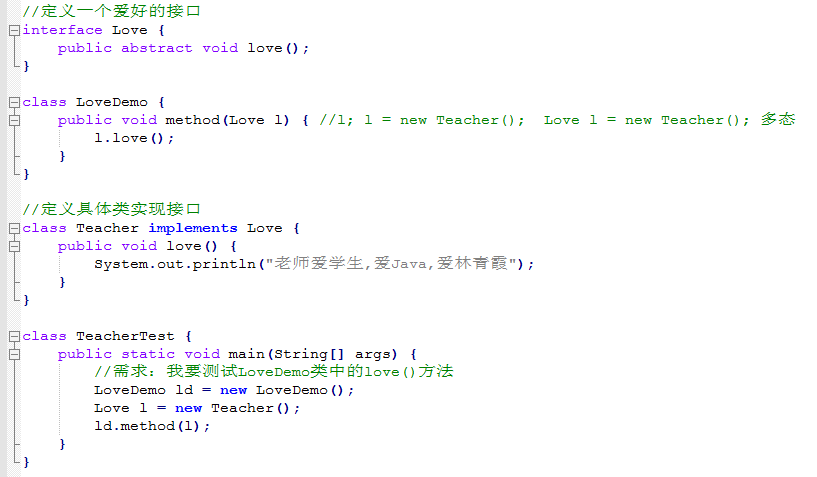 //定义一个爱好的接口
interface Love {
    public abstract void love();
}

class LoveDemo {
    public void method(Love l) { //l; l = new Teacher();  Love l = new Teacher(); 多态
        l.love();
    }
}

//定义具体类实现接口
class Teacher implements Love {
    public void love() {
        System.out.println("老师爱学生,爱Java,爱林青霞");
    }
}

class TeacherTest {
    public static void main(String[] args) {
        //需求：我要测试LoveDemo类中的love()方法
        LoveDemo ld = new LoveDemo();
        Love l = new Teacher();
        ld.method(l);
    }
}